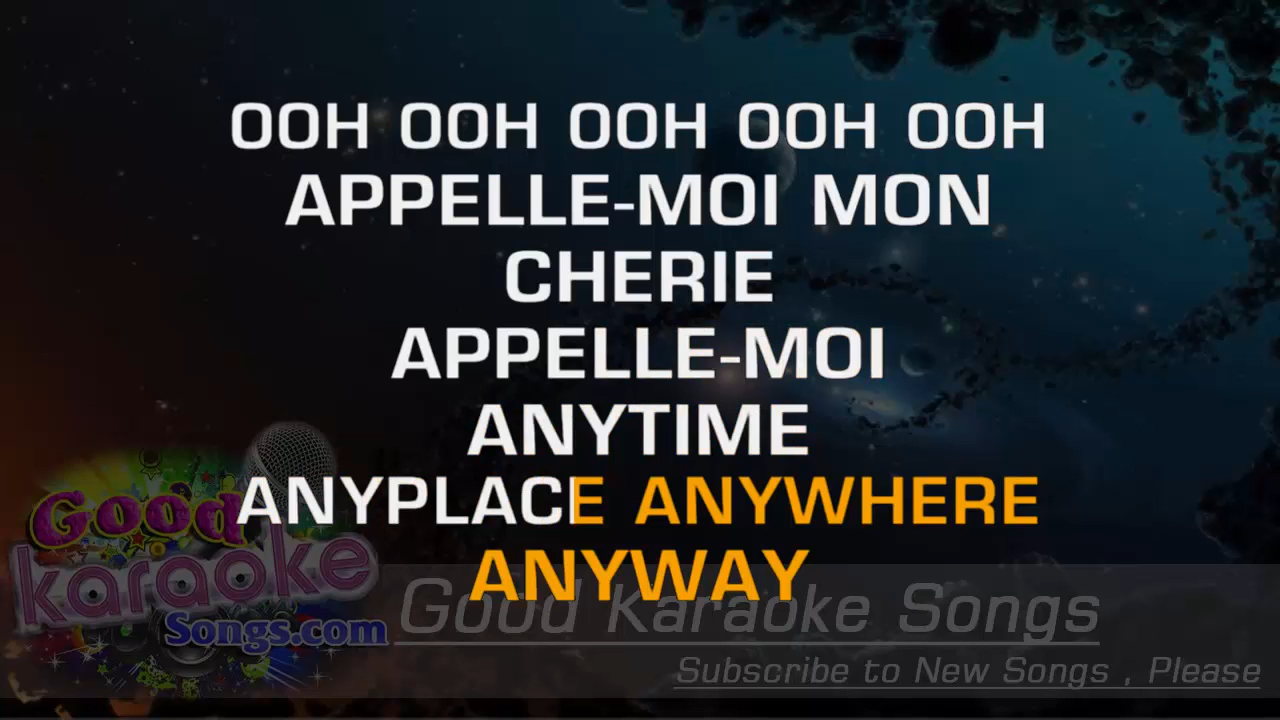 OOH OOH OOH OOH OOH
APPELLE-MOI MON
CHERIE
APPELLE-MOI
ANYTIME
ANYPLACE ANYWHERE
ANYWAY
Good
karaoke
Songs.com
Good Karaoke Songs
Subscribe to New Songs , Please